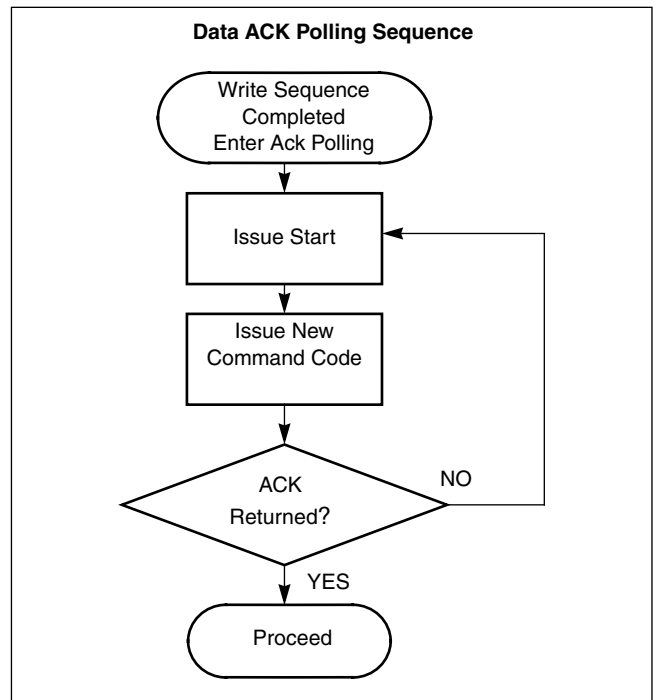 Data ACK Polling Sequence
Write Sequence
Completed
Enter Ack Polling
Issue Start
Issue New
Command Code
ACK
Returned?
NO
YES
Proceed